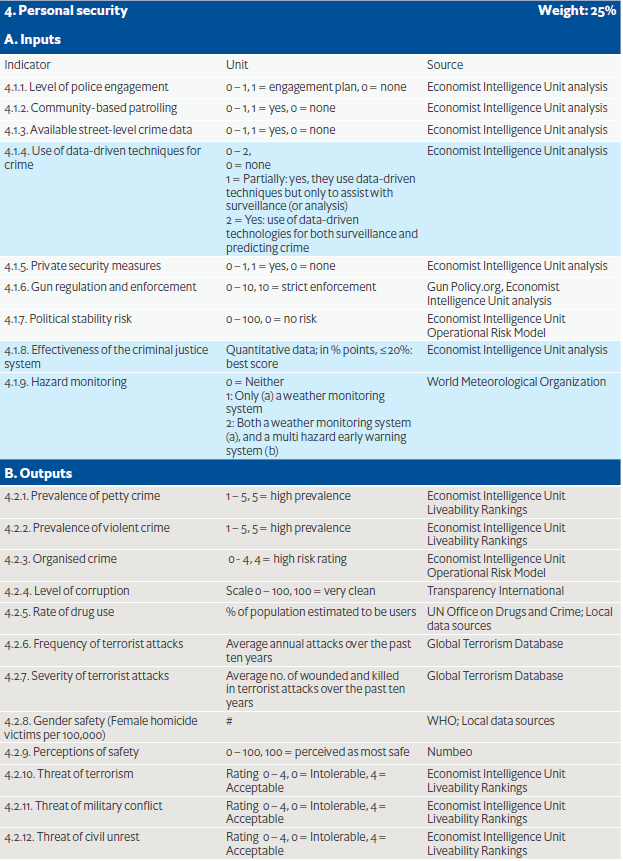 4. Personal security Weight: 25%
A. Inputs
Indicator Unit Source
4.1.1. Level of police engagement 0 – 1, 1 = engagement plan, 0 = none Economist Intelligence Unit analysis
4.1.2. Community-based patrolling 0 – 1, 1 = yes, 0 = none Economist Intelligence Unit analysis
4.1.3. Available street-level crime data 0 – 1, 1 = yes, 0 = none Economist Intelligence Unit analysis
4.1.4. Use of data-driven techniques for 0 – 2, Economist Intelligence Unit analysis
crime 0 = none
1 = Partially: yes, they use data-driven
techniques but only to assist with
surveillance (or analysis)
2 = Yes: use of data-driven
technologies for both surveillance and
predicting crime
4.1.5. Private security measures 0 – 1, 1 = yes, 0 = none Economist Intelligence Unit analysis
4.1.6. Gun regulation and enforcement 0 – 10, 10 = strict enforcement Gun Policy.org, Economist
Intelligence Unit analysis
4.1.7. Political stability risk 0 – 100, 0 = no risk Economist Intelligence Unit
Operational Risk Model
4.1.8. Effectiveness of the criminal justice Quantitative data; in % points, ≤20%: Economist Intelligence Unit analysis
system best score
4.1.9. Hazard monitoring 0 = Neither World Meteorological Organization
1: Only (a) a weather monitoring
system
2: Both a weather monitoring system
(a), and a multi hazard early warning
system (b)
B. Outputs
4.2.1. Prevalence of petty crime 1 – 5, 5 = high prevalence Economist Intelligence Unit
Liveability Rankings
4.2.2. Prevalence of violent crime 1 – 5, 5 = high prevalence Economist Intelligence Unit
Liveability Rankings
4.2.3. Organised crime 0 - 4, 4 = high risk rating Economist Intelligence Unit
Operational Risk Model
4.2.4. Level of corruption Scale 0 – 100, 100 = very clean Transparency International
4.2.5. Rate of drug use % of population estimated to be users UN Office on Drugs and Crime; Local
data sources
4.2.6. Frequency of terrorist attacks Average annual attacks over the past Global Terrorism Database
ten years
4.2.7. Severity of terrorist attacks Average no. of wounded and killed Global Terrorism Database
in terrorist attacks over the past ten
years
4.2.8. Gender safety (Female homicide # WHO; Local data sources
victims per 100,000)
4.2.9. Perceptions of safety 0 – 100, 100 = perceived as most safe Numbeo
4.2.10. Threat of terrorism Rating 0 – 4, 0 = Intolerable, 4 = Economist Intelligence Unit
Acceptable Liveability Rankings
4.2.11. Threat of military conflict Rating 0 – 4, 0 = Intolerable, 4 = Economist Intelligence Unit
Acceptable Liveability Rankings
4.2.12. Threat of civil unrest Rating 0 – 4, 0 = Intolerable, 4 = Economist Intelligence Unit
Acceptable Liveability Rankings